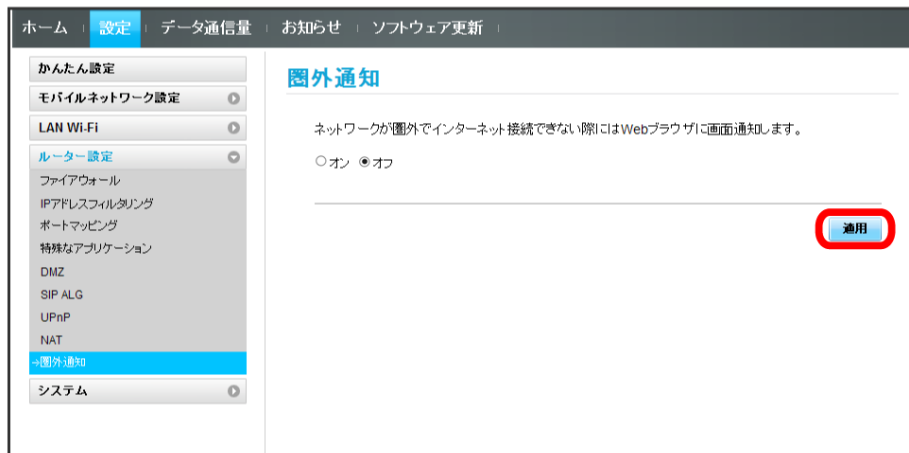 ホーム 設定 データ通信量 お知らせ ソフトウェア更新
かんたん設定
モバイルネットワーク設定
LAN Wi-Fi
ルーター設定
ファイアウォール
IPアドレスフィルタリング
ポートマッピング
特殊なアプリケーション
DMZ
SIP ALG
UPnP
NAT
→圏外通知
システム
圏外通知
ネットワークが圏外でインターネット接続できない際にはWebブラウザに画面通知します。
オン オフ
適用